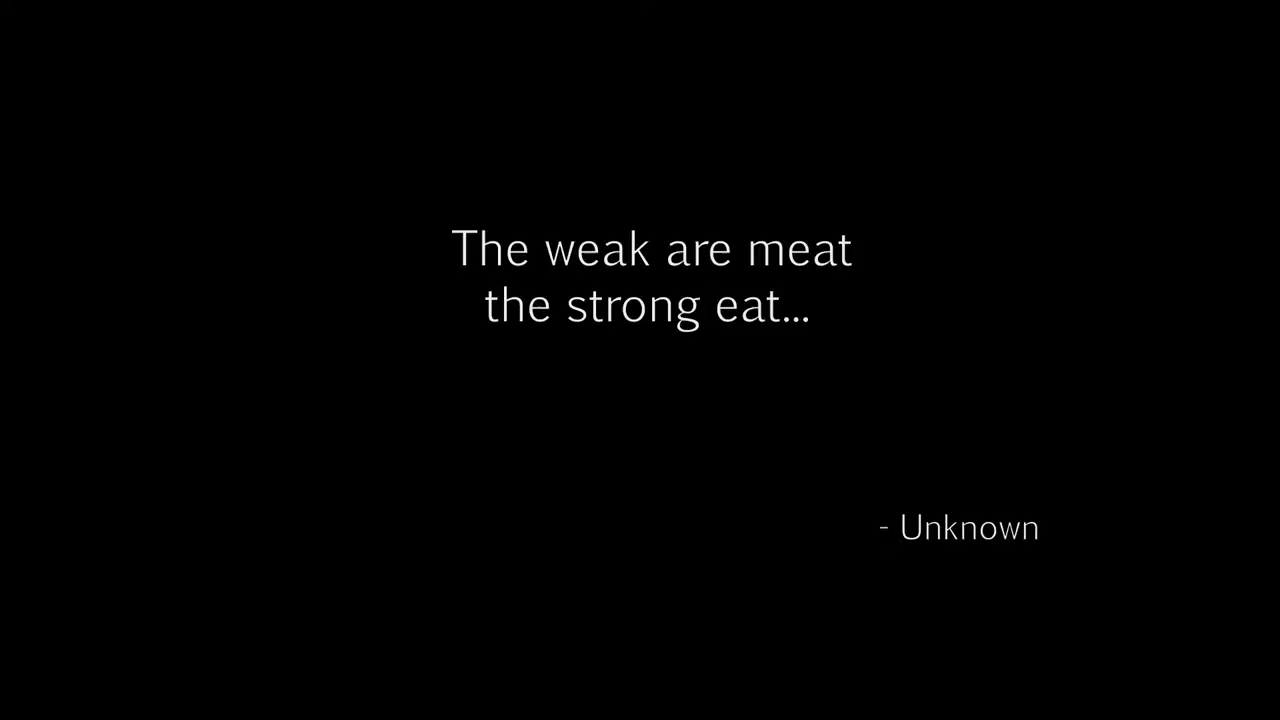 The weak are meat
the strong eat...
- Unknown